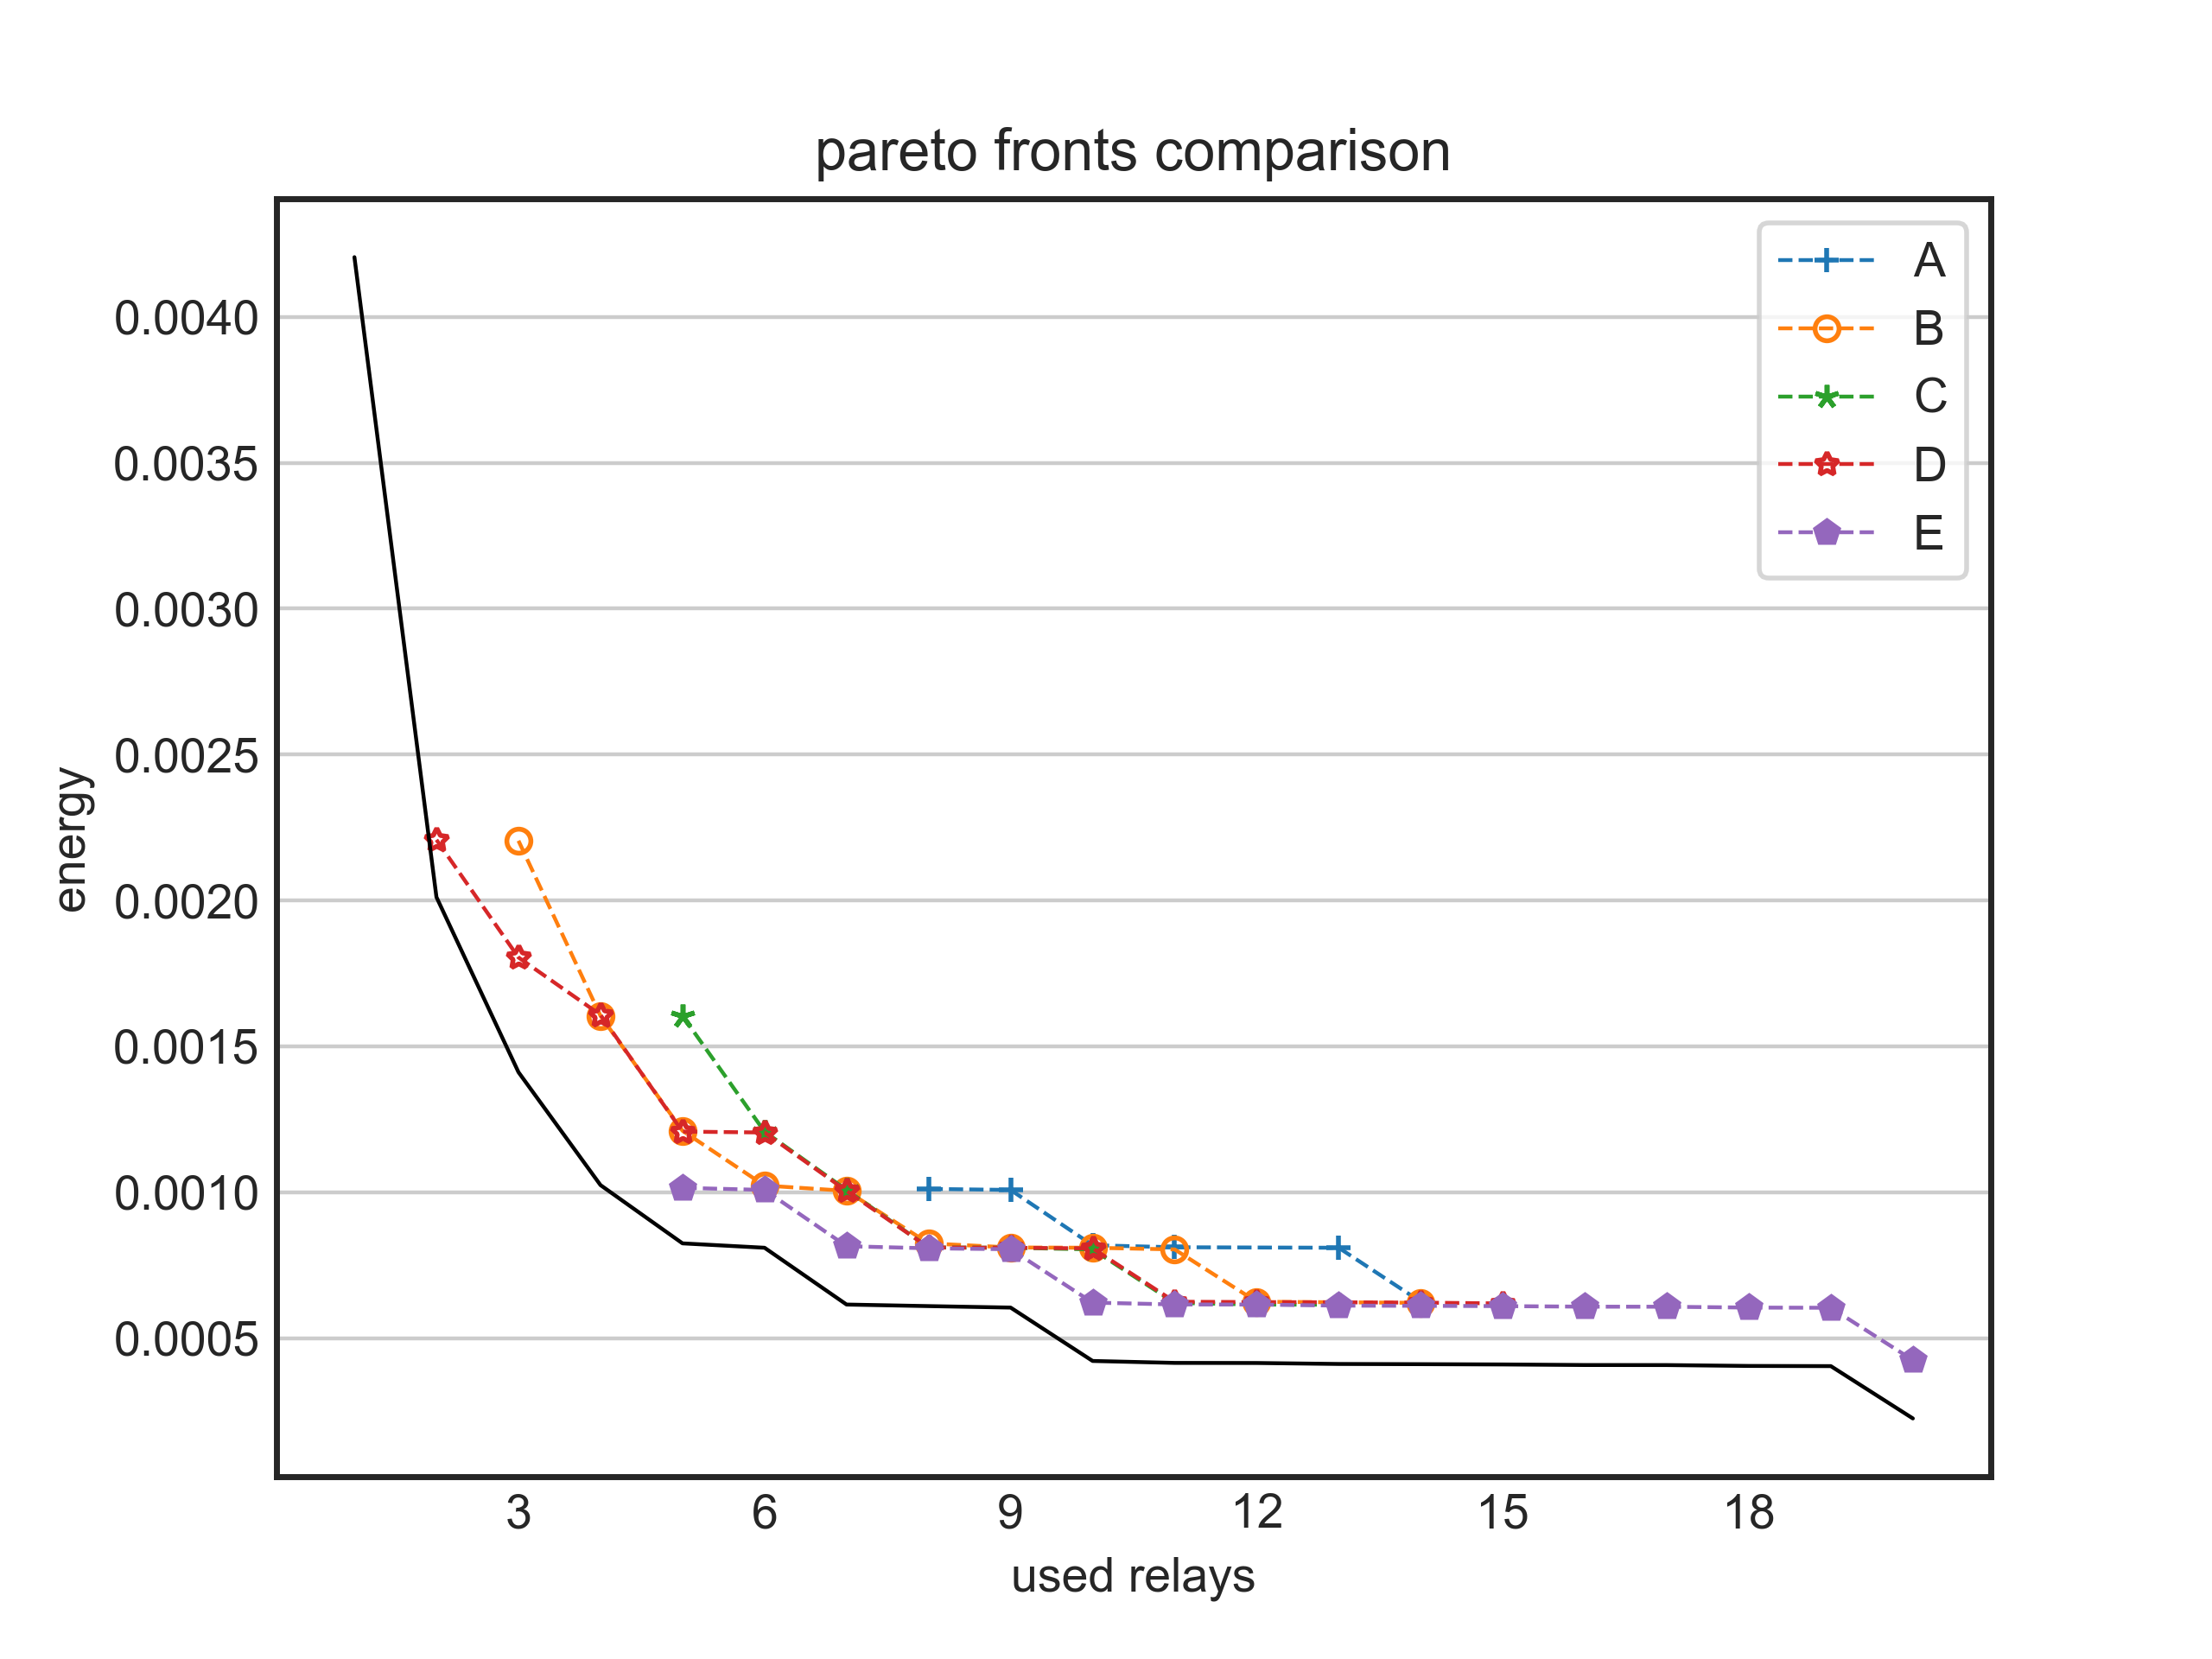 pareto fronts comparison
A
B
C
D
E
0.0040
0.0035
0.0030
0.0025
0.0020
0.0015
0.0010
0.0005
energy
3 6 9 12 15 18
used relays